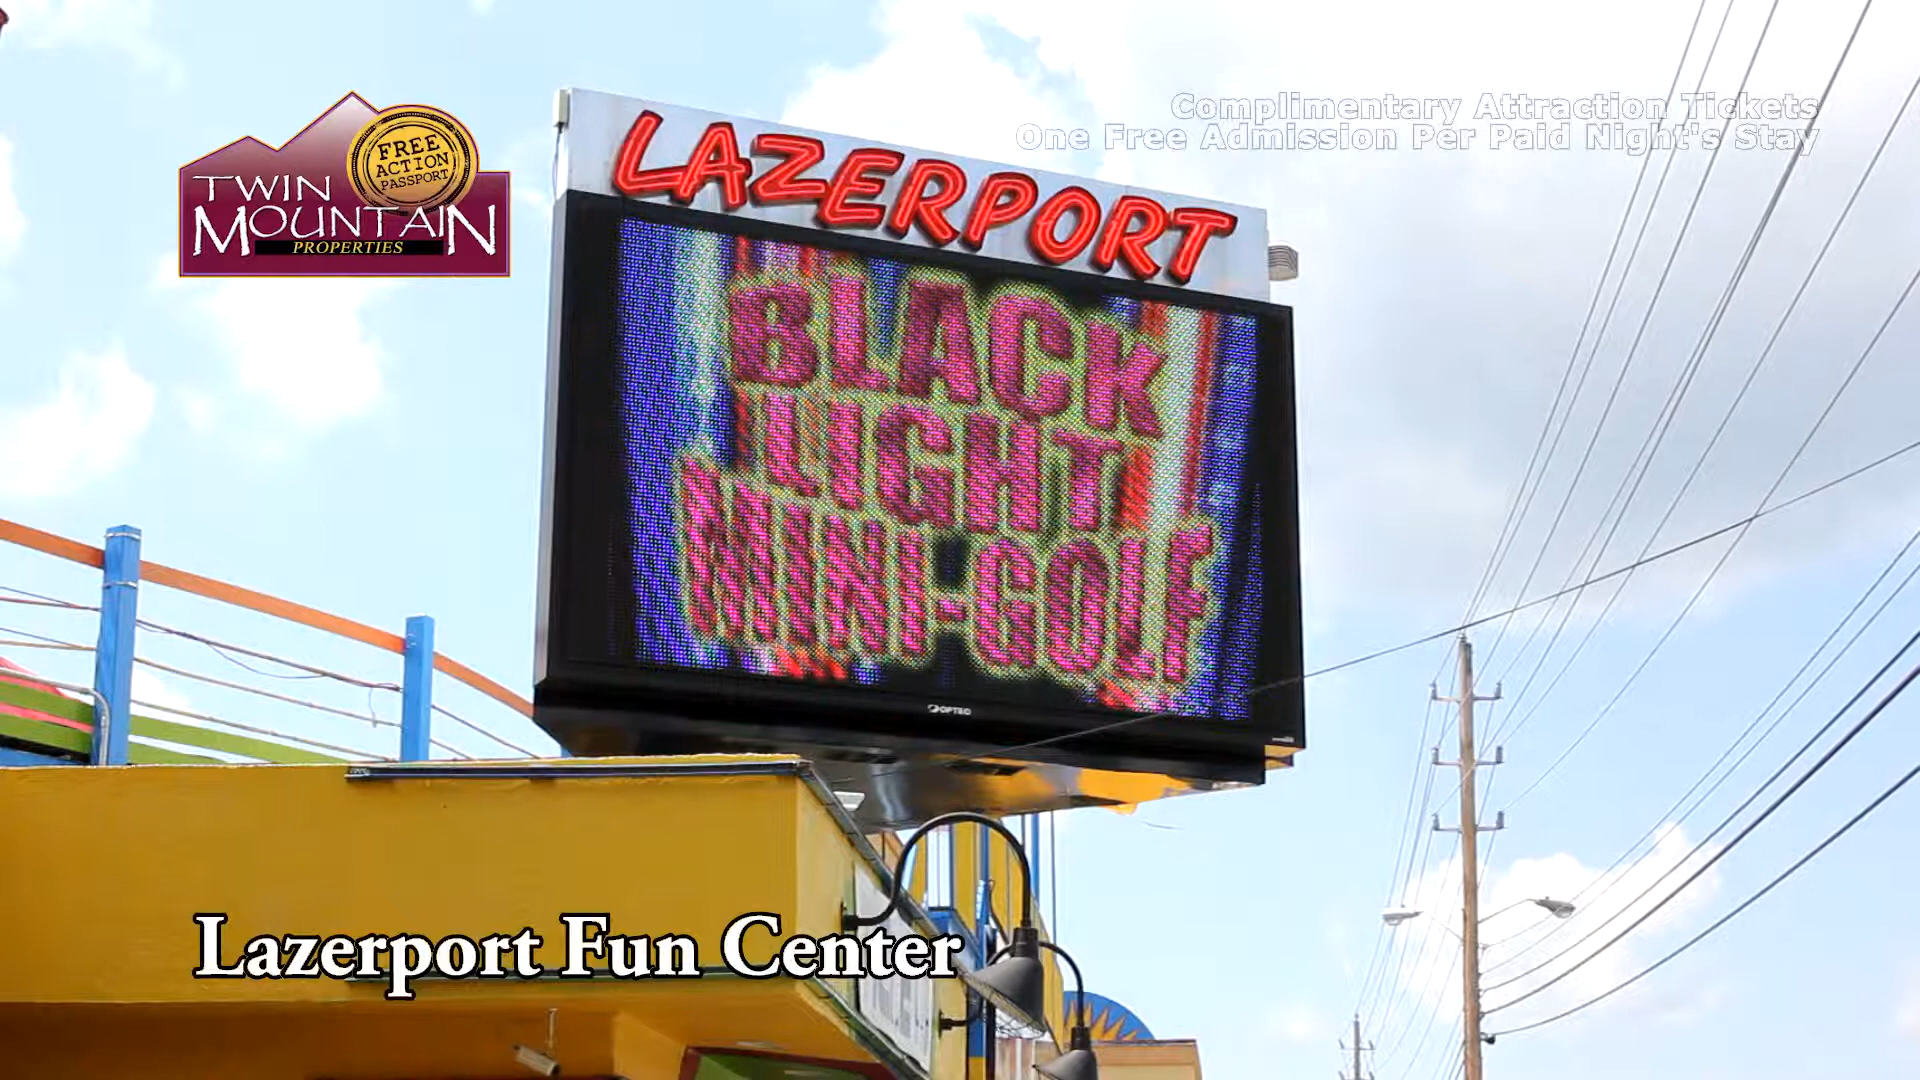 Complimentary Attraction Tickets
One Free Admission Per Paid Night's Stay
FREE
ACTION
PASSPORT
TWIN
MOUNTAIN
PROPERTIES
LAZERPORT
BLACK
LIGHT
MINI-GOLF
OPTEC
Lazerport Fun Center